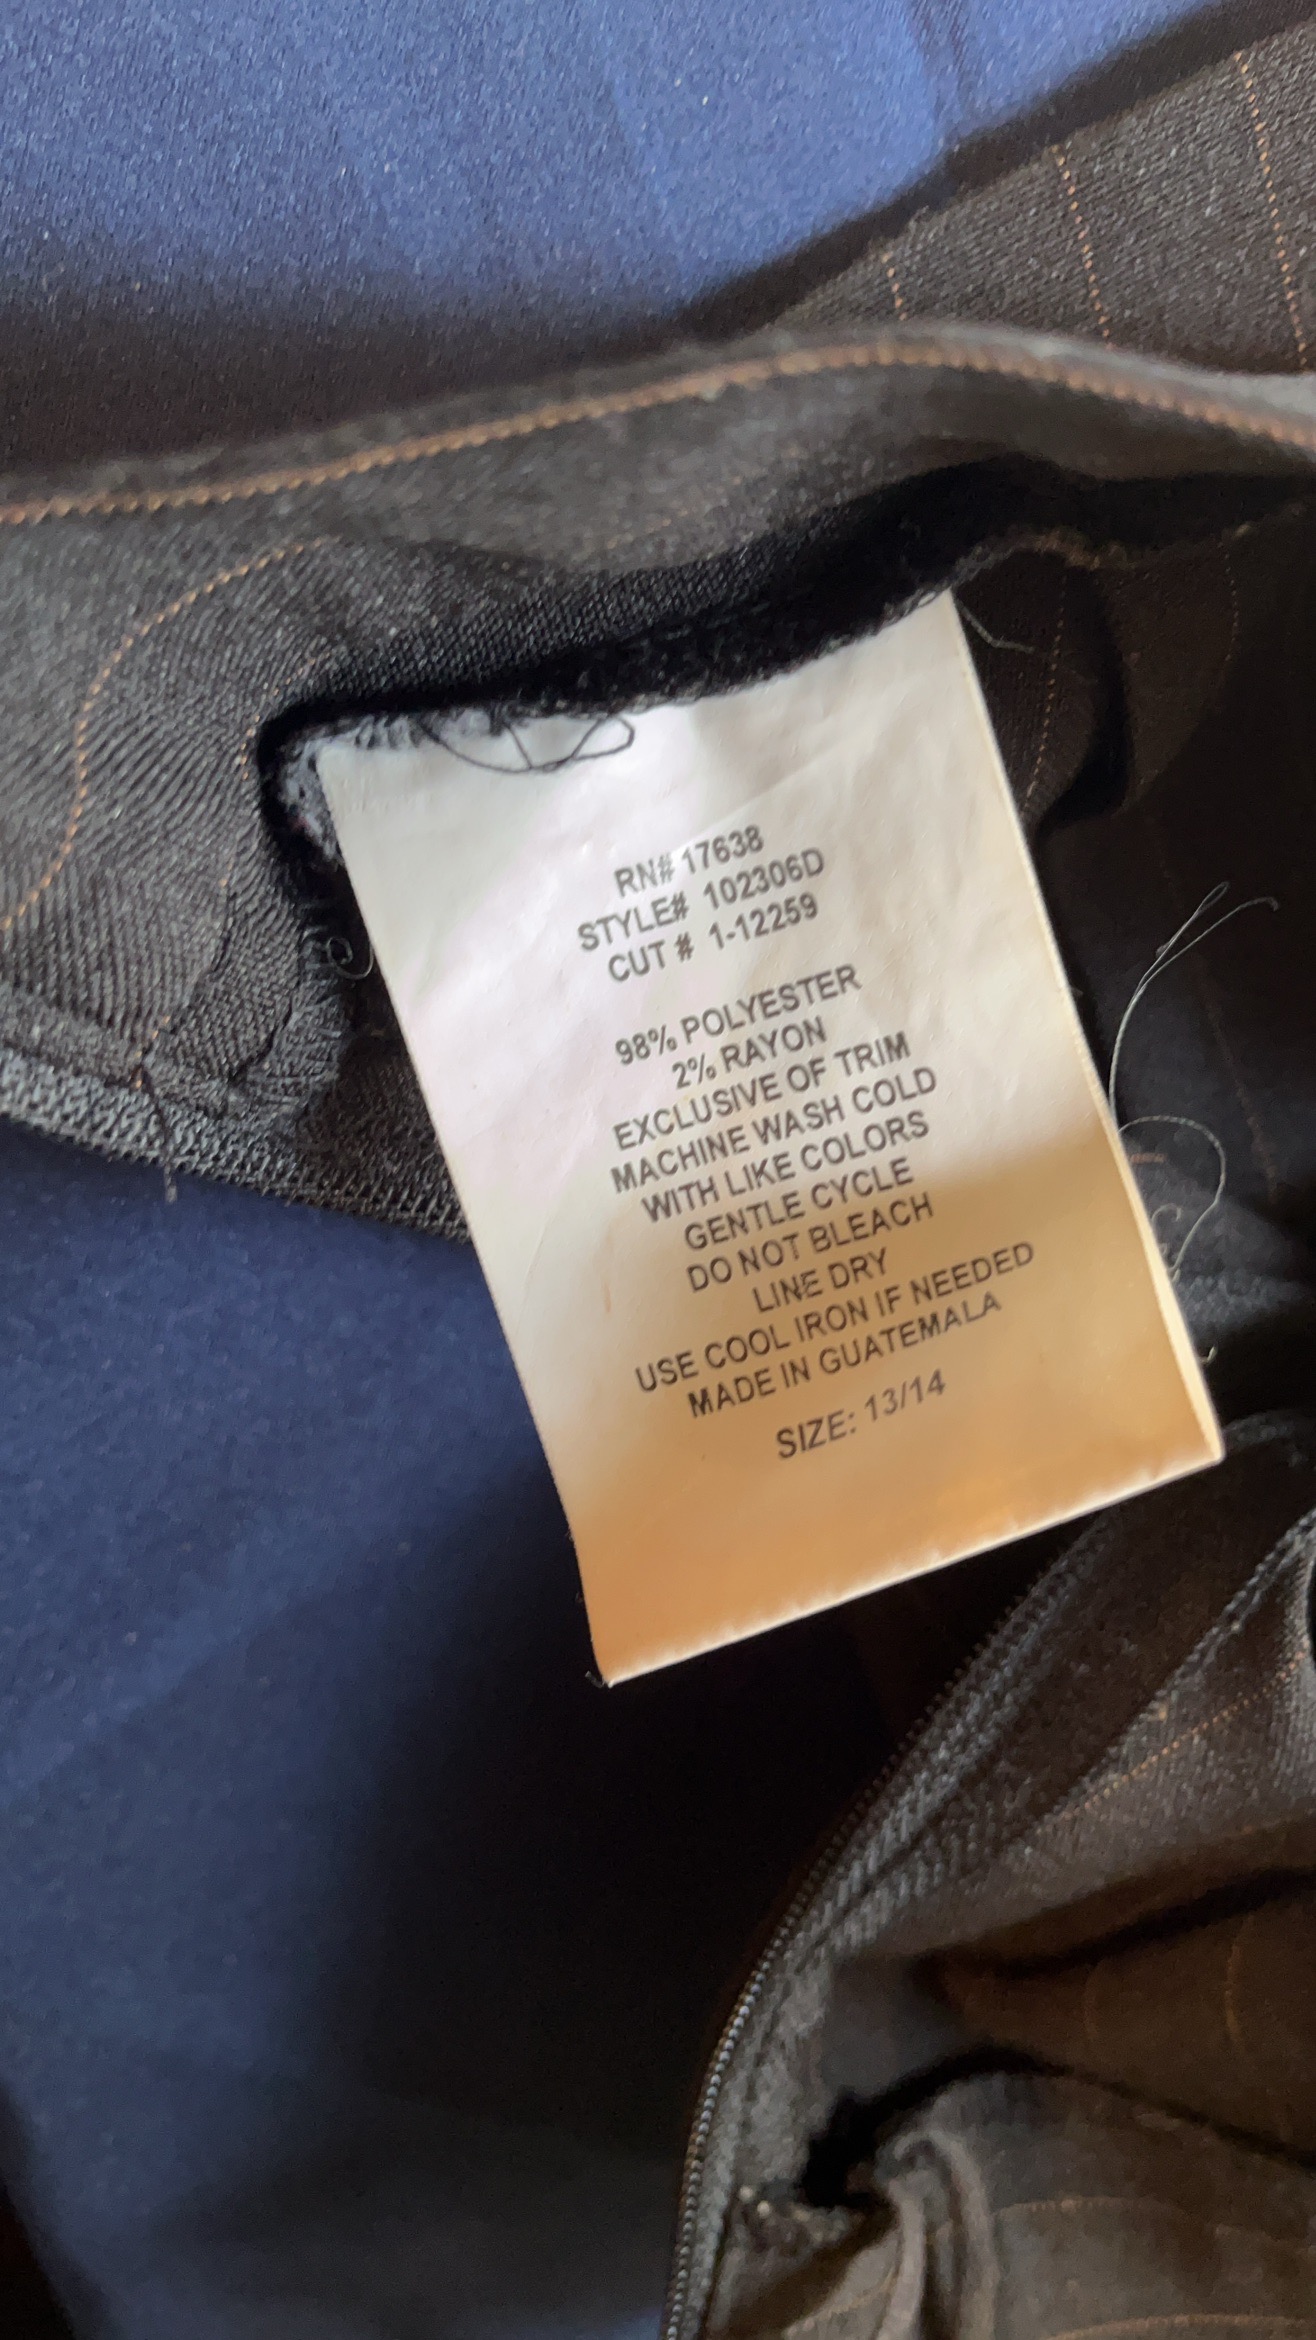 RN# 17638
STYLE# 102306D
CUT # 1-12259
98% POLYESTER
2% RAYON
EXCLUSIVE OF TRIM
MACHINE WASH COLD
WITH LIKE COLORS
GENTLE CYCLE
DO NOT BLEACH
LINE DRY
USE COOL IRON IF NEEDED
MADE IN GUATEMALA
SIZE: 13/14